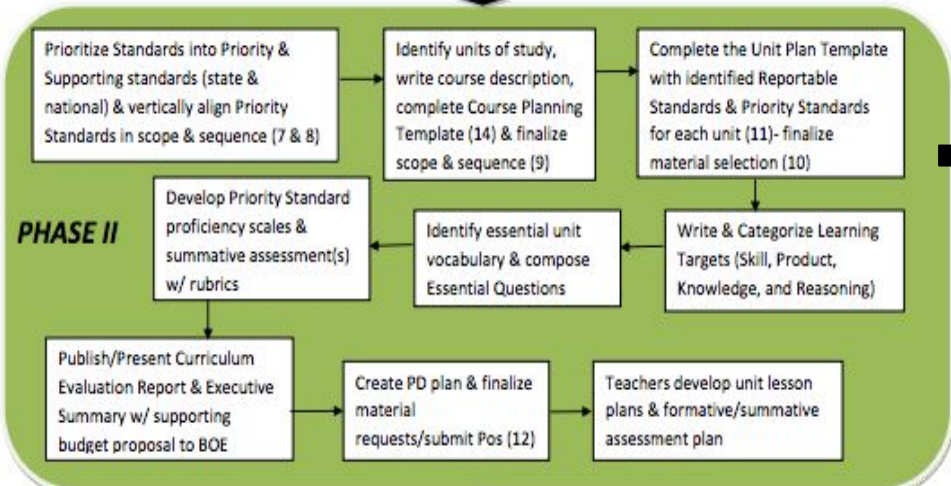 Prioritize Standards into Priority &
Supporting standards (state &
national) & vertically align Priority
Standards in scope & sequence (7 & 8)
Identify units of study,
write course description,
complete Course Planning
Template (14) & finalize
scope & sequence (9)
Complete the Unit Plan Template
with identified Reportable
Standards & Priority Standards
for each unit (11)- finalize
material selection (10)
PHASE II
Write & Categorize Learning
Targets (Skill, Product,
Knowledge, and Reasoning)
Identify essential unit
vocabulary & compose
Essential Questions
Develop Priority Standard
proficiency scales &
summative assessment(s)
w/ rubrics
Publish/Present Curriculum
Evaluation Report & Executive
Summary w/ supporting
budget proposal to BOE
Create PD plan & finalize
material
requests/submit Pos (12)
Teachers develop unit lesson
plans & formative/summative
assessment plan